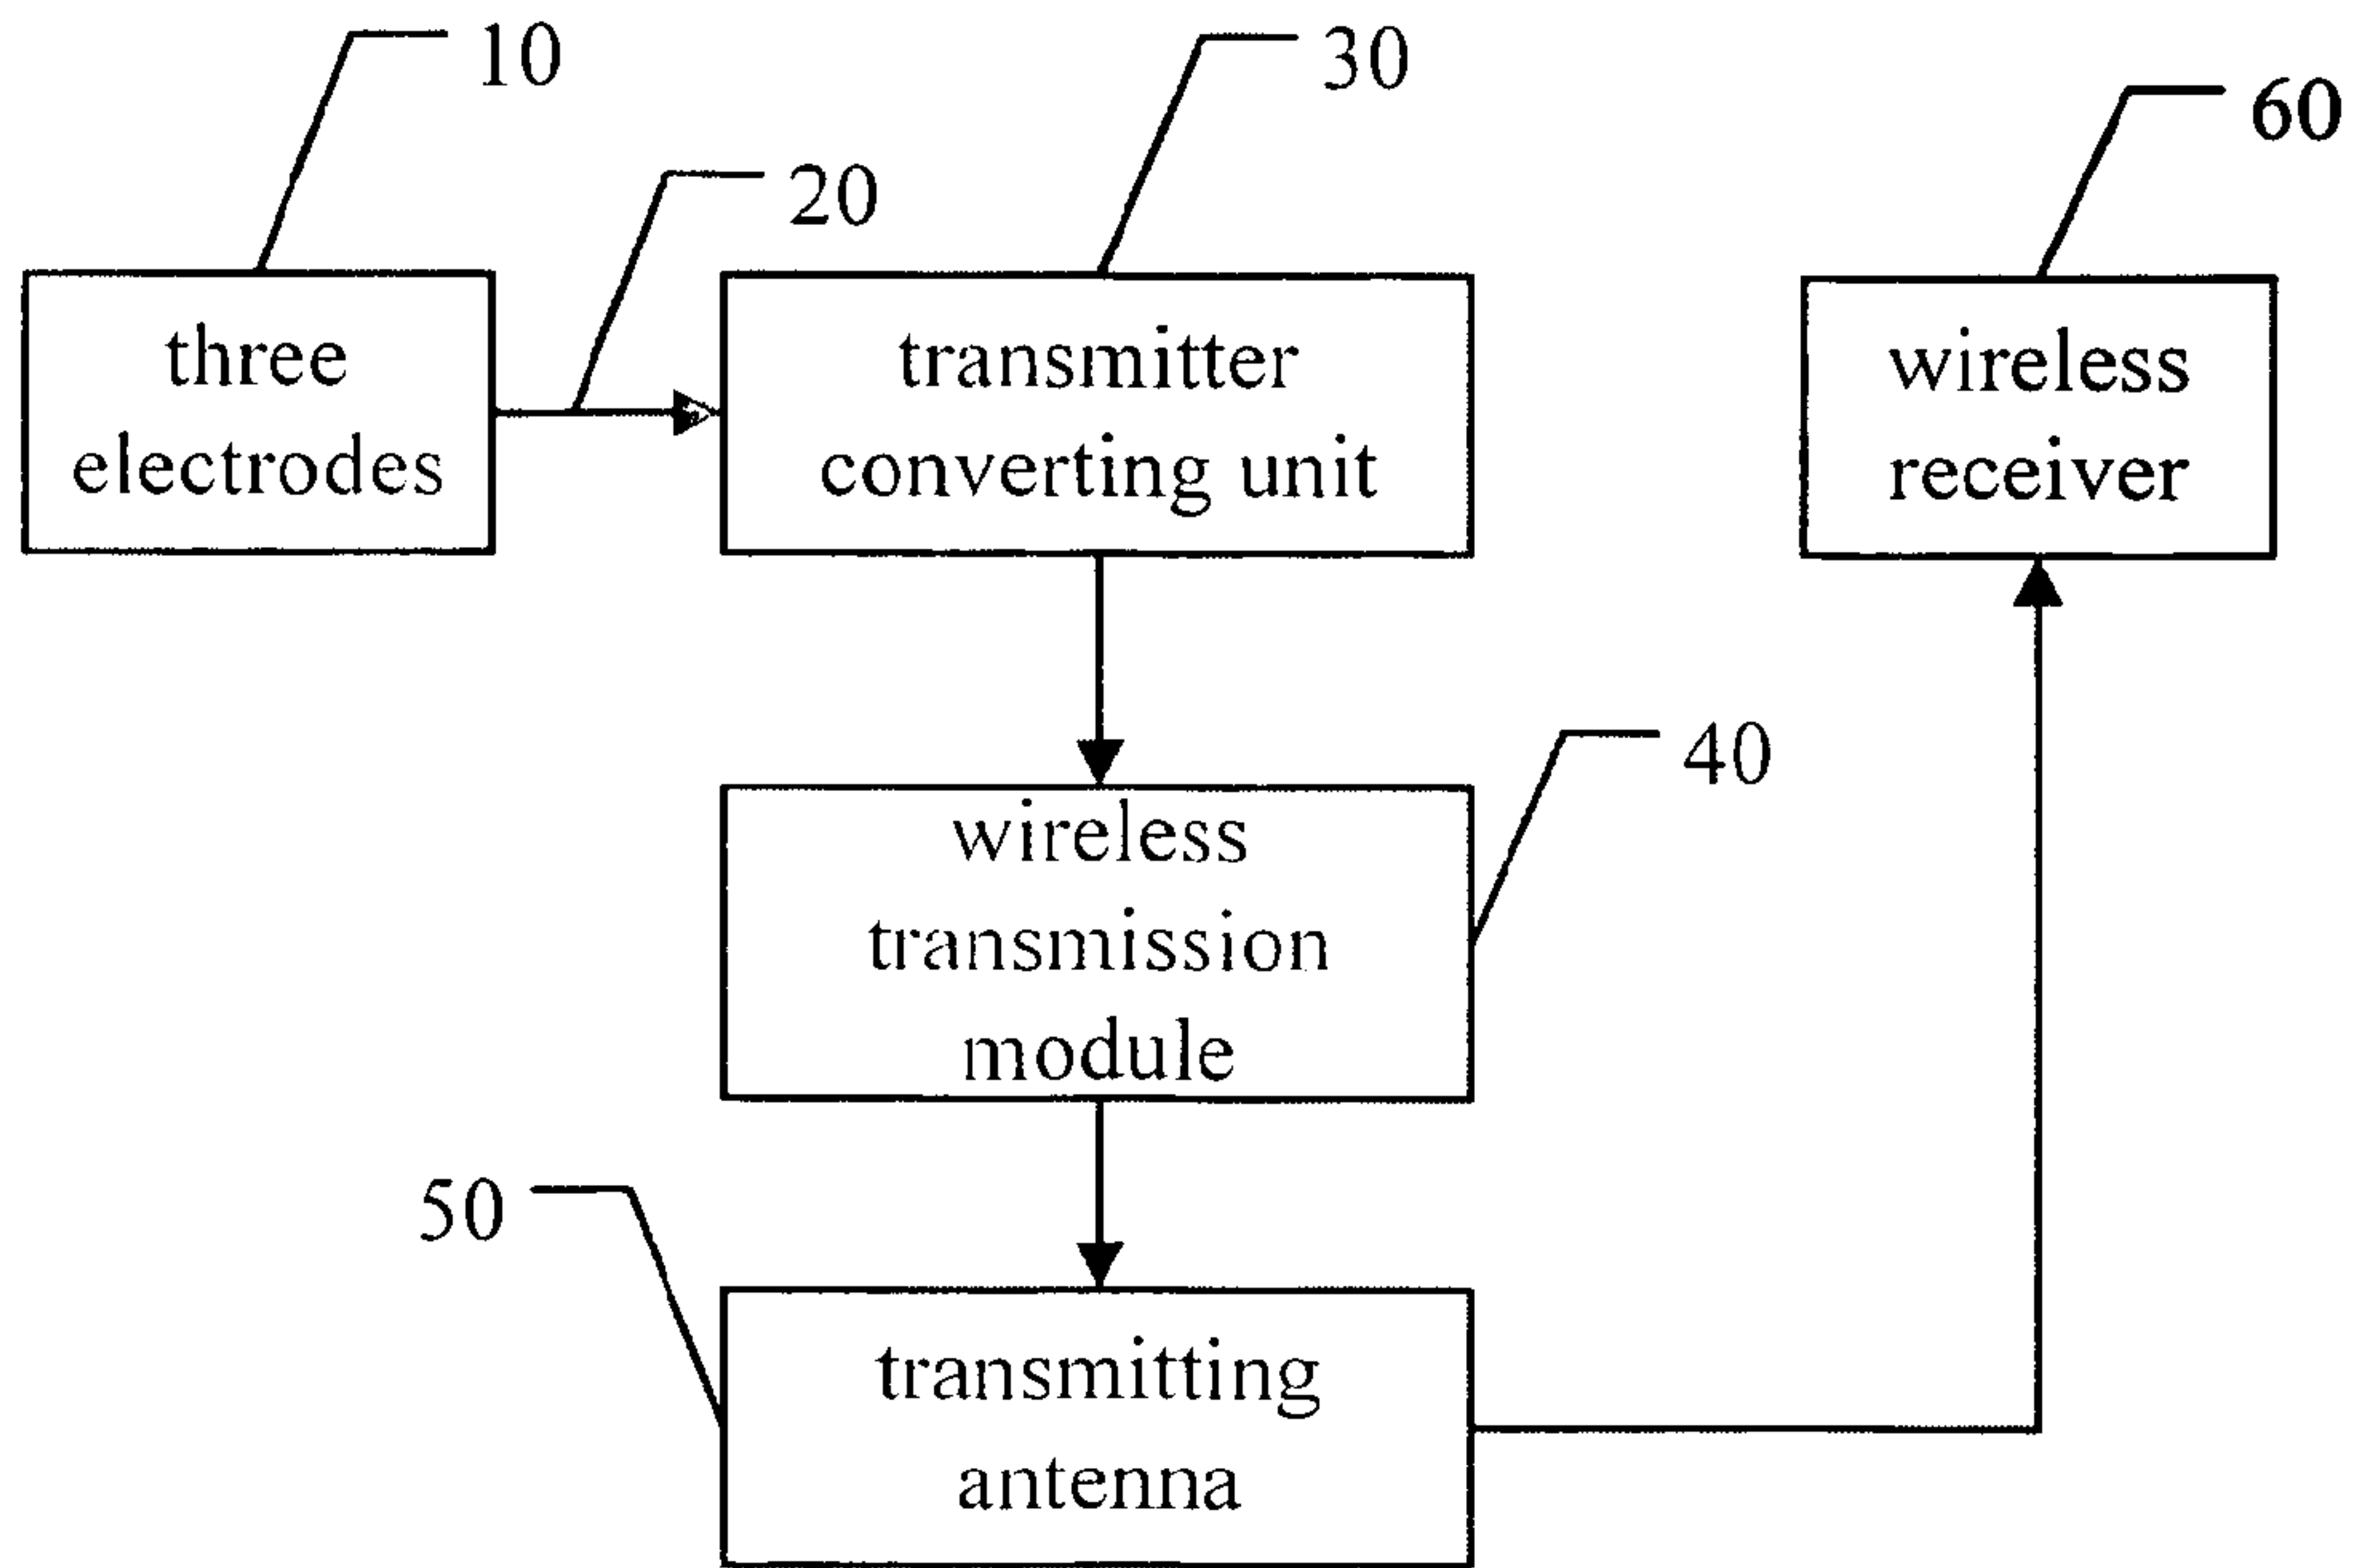 10
30
60
20
three
electrodes
transmitter
converting unit
wireless
receiver
40
wireless
transmission
module
50
transmitting
antenna